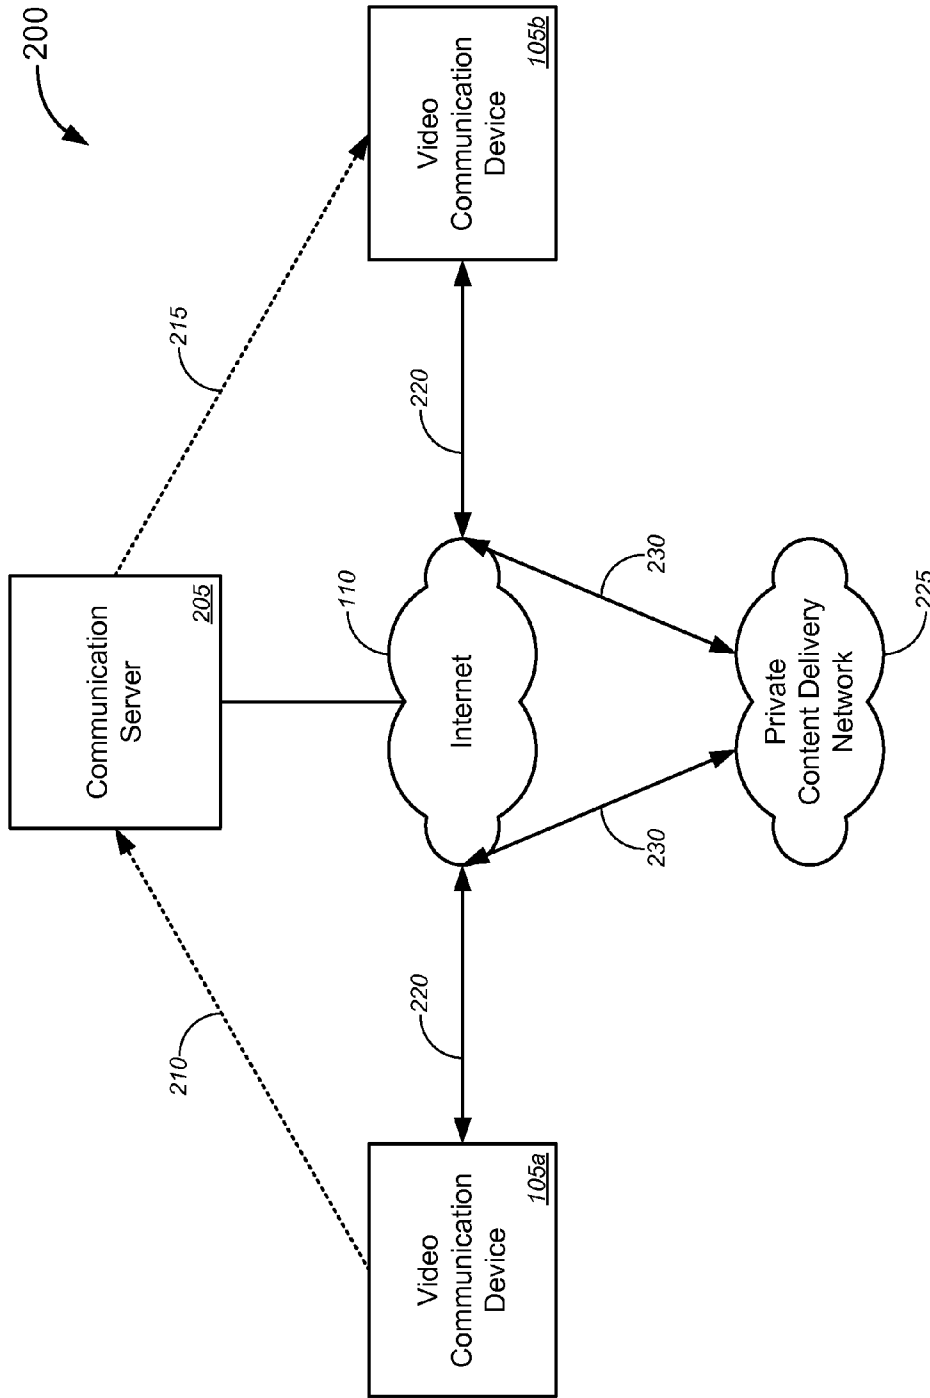 200
Communication
Server
205
210
215
Video
Communication
Device
105a
220
Internet
110
220
Video
Communication
Device
105b
230
230
Private
Content Delivery
Network
225